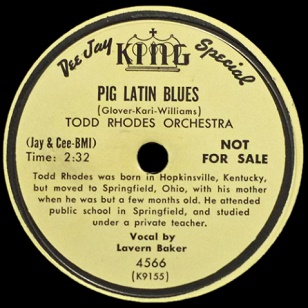 Dee Jay KING Special
PIG LATIN BLUES
(Glover-Kari-Williams)
TODD RHODES ORCHESTRA
(Jay & Cee-BMI)
Time: 2:32
NOT
FOR SALE
Todd Rhodes was born in Hopkinsville, Kentucky,
but moved to Springfield, Ohio, with his mother
when he was but a few months old. He attended
public school in Springfield, and studied
under a private teacher.
Vocal by
Lavern Baker
4566
(K9155)